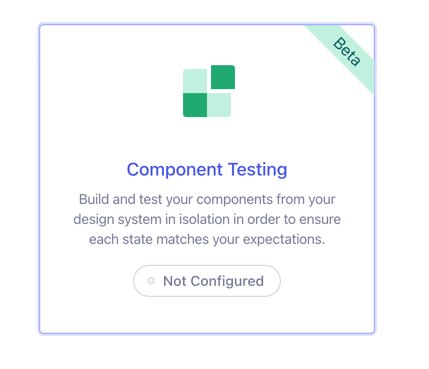 Beta
Component Testing
Build and test your components from your
design system in isolation in order to ensure
each state matches your expectations.
Not Configured